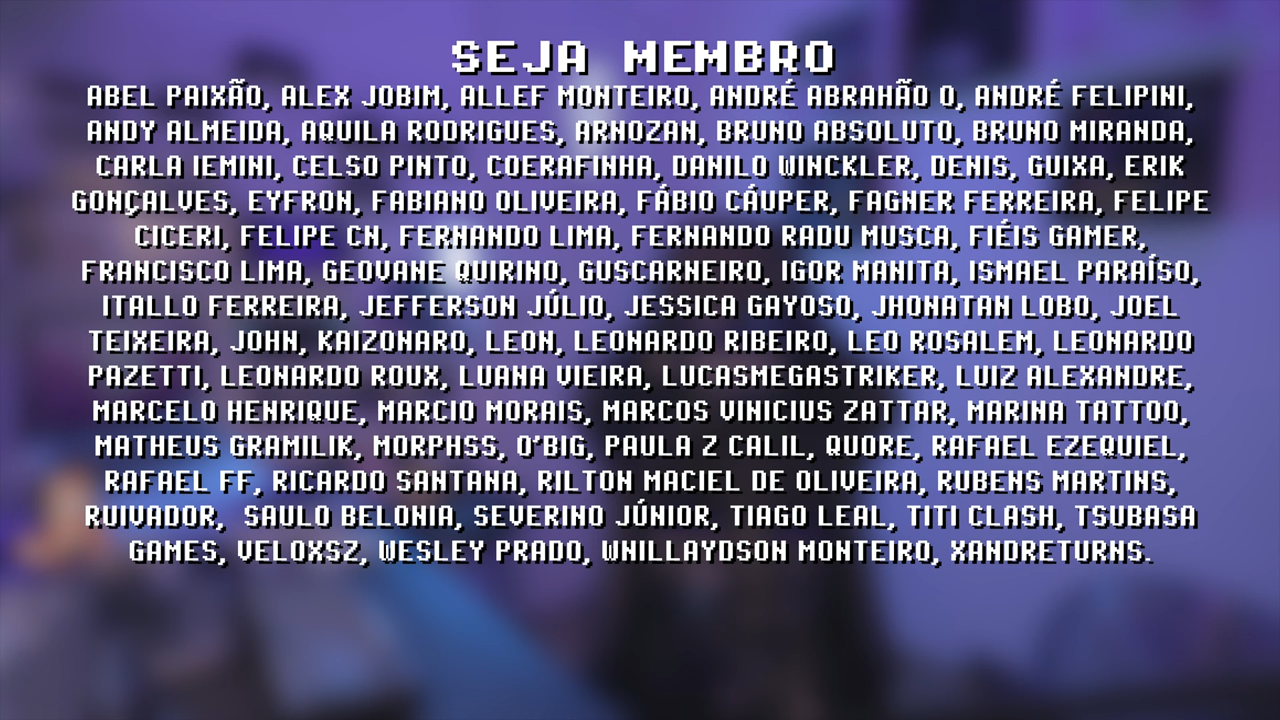 SEJA MEMBRO
ABEL PAIXÃO, ALEX JOBIM, ALLEF MONTEIRO, ANDRÉ ABRAHÃO O, ANDRÉ FELIPINI,
ANDY ALMEIDA, AQUILA RODRIGUES, ARNOZAN, BRUNO ABSOLUTO, BRUNO MIRANDA,
CARLA IEMINI, CELSO PINTO, COERAFINHA, DANILO WINCKLER, DENIS, GUIXA, ERIK
GONÇALVES, EYFRON, FABIANO OLIVEIRA, FÁBIO CÁUPER, FAGNER FERREIRA, FELIPE
CICERI, FELIPE CN, FERNANDO LIMA, FERNANDO RADU MUSCA, FIÉIS GAMER,
FRANCISCO LIMA, GEOVANE QUIRINO, GUSCARNEIRO, IGOR MANITA, ISMAEL PARAÍSO,
ITALLO FERREIRA, JEFFERSON JÚLIO, JESSICA GAYOSO, JHONATAN LOBO, JOEL
TEIXEIRA, JOHN, KAIZONARO, LEON, LEONARDO RIBEIRO, LEO ROSALEM, LEONARDO
PAZETTI, LEONARDO ROUX, LUANA VIEIRA, LUCASMEGASTRIKER, LUIZ ALEXANDRE,
MARCELO HENRIQUE, MARCIO MORAIS, MARCOS VINICIUS ZATTAR, MARINA TATTOO,
MATHEUS GRAMILIK, MORPHSS, O'BIG, PAULA Z CALIL, QUORE, RAFAEL EZEQUIEL,
RAFAEL FF, RICARDO SANTANA, RILTON MACIEL DE OLIVEIRA, RUBENS MARTINS,
RUIVADOR,  SAULO BELONIA, SEVERINO JÚNIOR, TIAGO LEAL, TITI CLASH, TSUBASA
GAMES, VELOXSZ, WESLEY PRADO, WNILLAYDSON MONTEIRO, XANDRETURNS.